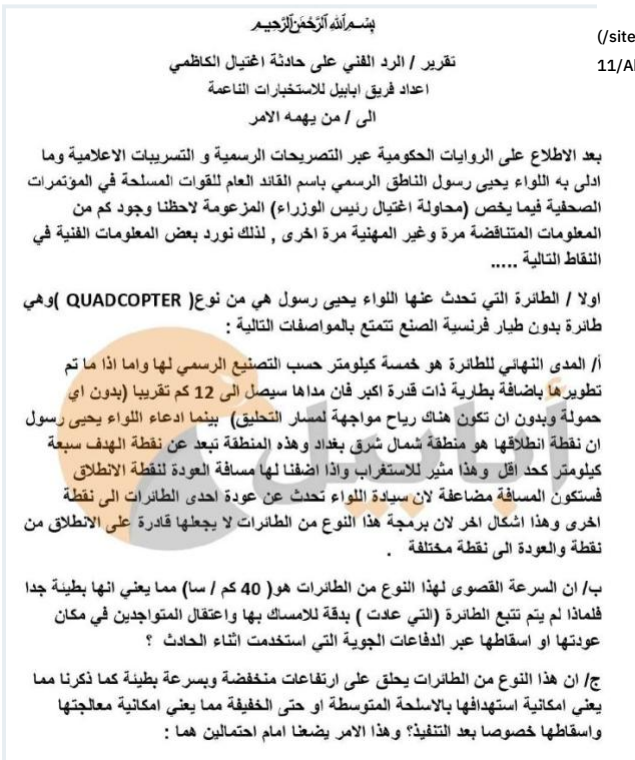 بسم الله الرحمن الرحيم
(/site
تقرير / الرد الفني على حادثة اغتيال الكاظمي
11/Al
اعداد فريق ابابيل للاستخبارات الناعمة
الى / من يهمه الامر
بعد الاطلاع على الروايات الحكومية عبر التصريحات الرسمية و التسريبات الاعلامية وما
ادلى به اللواء يحيى رسول الناطق الرسمي باسم القائد العام للقوات المسلحة في المؤتمرات
الصحفية فيما يخص (محاولة اغتيال رئيس الوزراء) المزعومة لاحظنا وجود كم من
المعلومات المتناقضة مرة وغير المهنية مرة اخرى , لذلك نورد بعض المعلومات الفنية في
النقاط التالية .....
اولا / الطائرة التي تحدث عنها اللواء يحيى رسول هي من نوع( QUADCOPTER )وهي
طائرة بدون طيار فرنسية الصنع تتمتع بالمواصفات التالية :
أ/ المدى النهائي للطائرة هو خمسة كيلومتر حسب التصنيع الرسمي لها واما اذا ما تم
تطويرها باضافة بطارية ذات قدرة اكبر فان مداها سيصل الى 12 كم تقريبا (بدون اي
حمولة وبدون ان تكون هناك رياح مواجهة لمسار التحليق) بينما ادعاء اللواء يحيى رسول
ان نقطة انطلاقها هو منطقة شمال شرق بغداد وهذه المنطقة تبعد عن نقطة الهدف سبعة
كيلومتر كحد اقل وهذا مثير للاستغراب واذا اضفنا لها مسافة العودة لنقطة الانطلاق
فستكون المسافة مضاعفة لان سيادة اللواء تحدث عن عودة احدى الطائرات الى نقطة
اخرى وهذا اشكال اخر لان برمجة هذا النوع من الطائرات لا يجعلها قادرة على الانطلاق من
نقطة والعودة الى نقطة مختلفة .
ب/ ان السرعة القصوى لهذا النوع من الطائرات هو( 40 كم / سا) مما يعني انها بطيئة جدا
فلماذا لم يتم تتبع الطائرة (التي عادت ) بدقة للامساك بها واعتقال المتواجدين في مكان
عودتها او اسقاطها عبر الدفاعات الجوية التي استخدمت اثناء الحادث ؟
ج/ ان هذا النوع من الطائرات يحلق على ارتفاعات منخفضة وبسرعة بطيئة كما ذكرنا مما
يعني امكانية استهدافها بالاسلحة المتوسطة او حتى الخفيفة مما يعني امكانية معالجتها
واسقاطها خصوصا بعد التنفيذ؟ وهذا الامر يضعنا امام احتمالين هما :
أبابيل